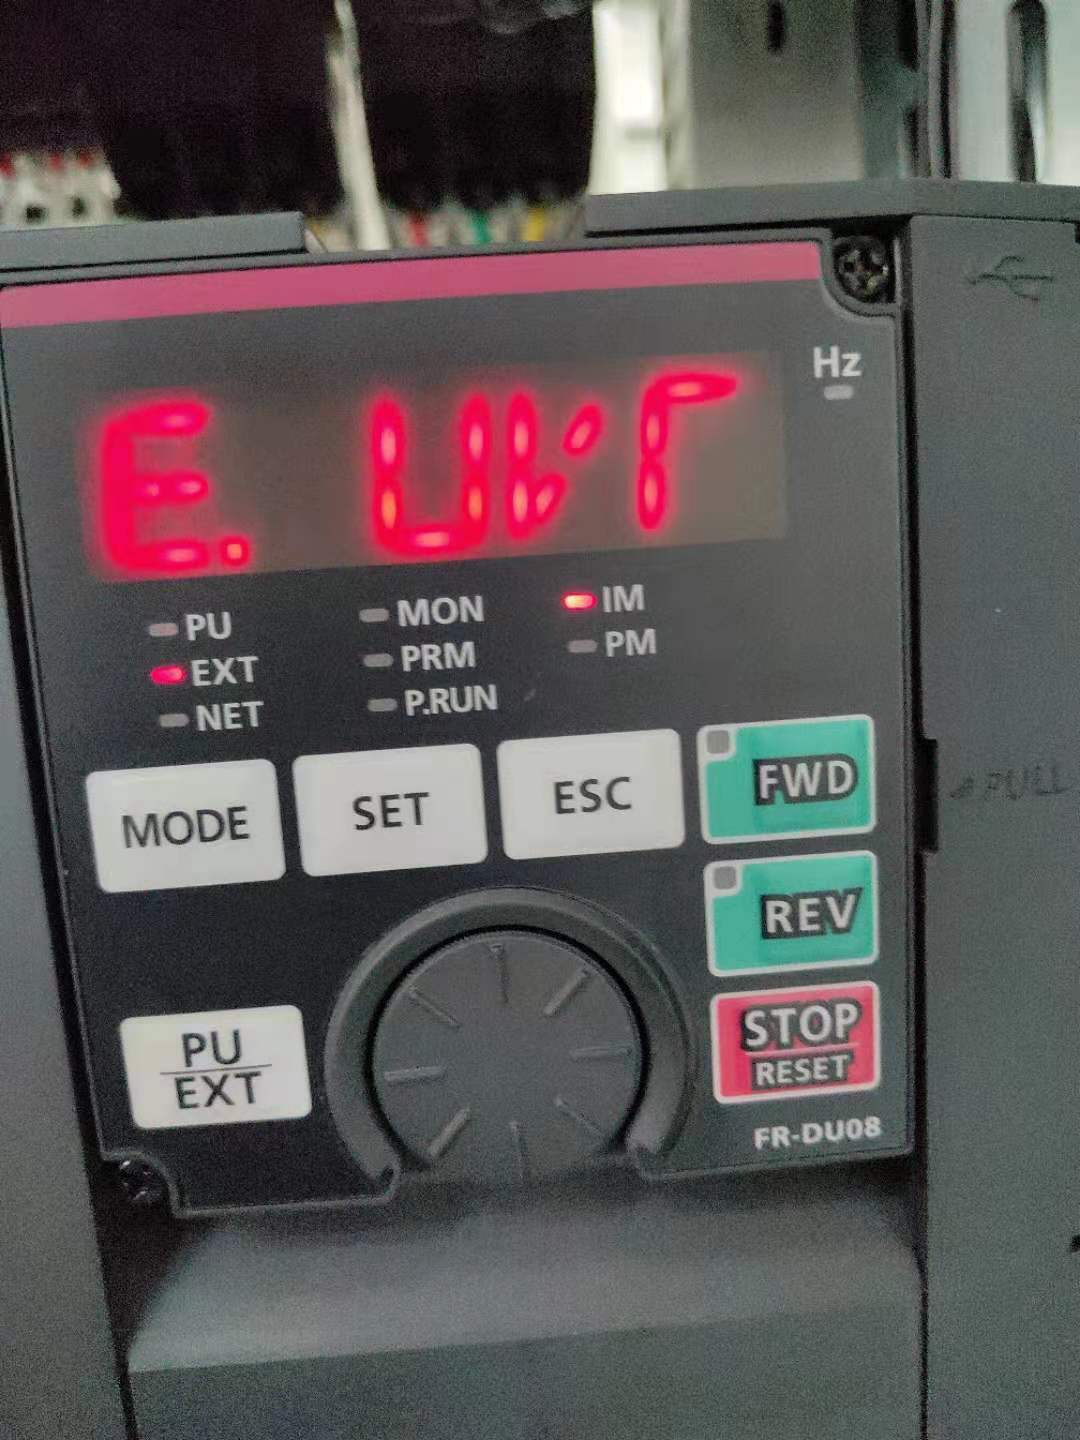 Hz
E. UVT
PU MON IM
EXT PRM PM
NET P.RUN
MODE SET ESC FWD
PULL
REV
PU
EXT
STOP
RESET
FR-DU08